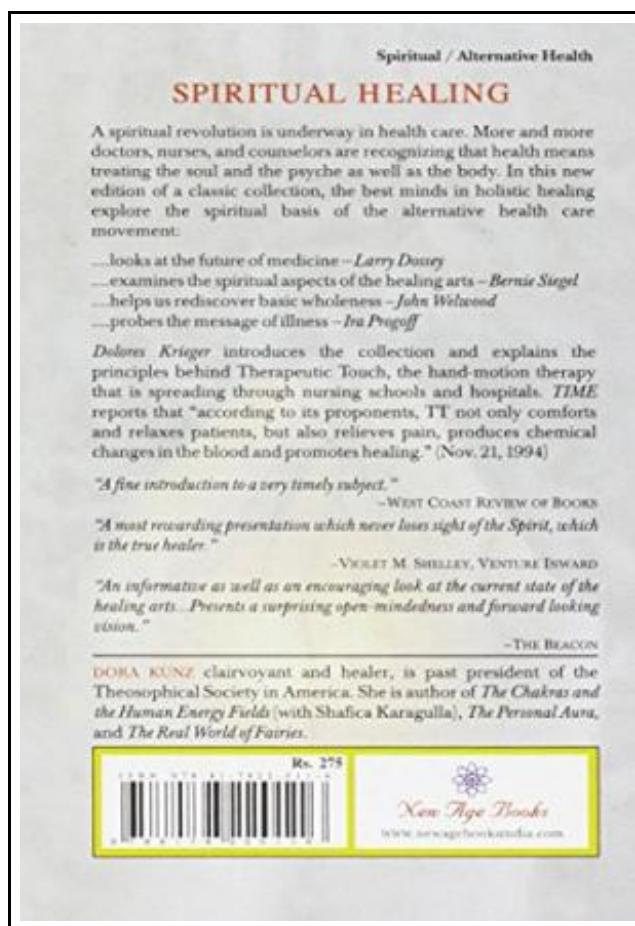 Spiritual / Alternative Health
SPIRITUAL HEALING
A spiritual revolution is underway in health care. More and more
doctors, nurses, and counselors are recognizing that health means
treating the soul and the psyche as well as the body. In this new
edition of a classic collection, the best minds in holistic healing
explore the spiritual basis of the alternative health care
movement:
....looks at the future of medicine – Larry Dossey
....examines the spiritual aspects of the healing arts – Bernie Siegel
....helps us rediscover basic wholeness – John Welwood
....probes the message of illness – Ira Progoff
Dolores Krieger introduces the collection and explains the
principles behind Therapeutic Touch, the hand-motion therapy
that is spreading through nursing schools and hospitals. TIME
reports that "according to its proponents, TT not only comforts
and relaxes patients, but also relieves pain, produces chemical
changes in the blood and promotes healing." (Nov. 21, 1994)
"A fine introduction to a very timely subject."
–WEST COAST REVIEW OF BOOKS
"A most rewarding presentation which never loses sight of the Spirit, which
is the true healer."
–VIOLET M. SHELLEY, VENTURE INWARD
"An informative as well as an encouraging look at the current state of the
healing arts...Presents a surprising open-mindedness and forward looking
vision."
–THE BEACON
DORA KUNZ clairvoyant and healer, is past president of the
Theosophical Society in America. She is author of The Chakras and
the Human Energy Fields (with Shafica Karagulla), The Personal Aura,
and The Real World of Fairies.
Rs. 275
ISBN
New Age Books